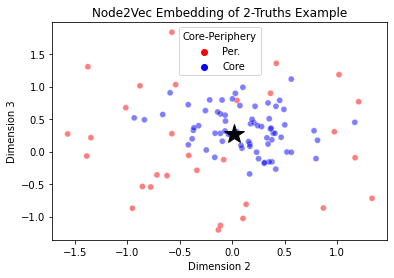 Node2Vec Embedding of 2-Truths Example
Core-Periphery
Per.
Core
Dimension 3
1.5
1.0
0.5
0.0
−0.5
−1.0
−1.5
−1.0
−0.5
0.0
0.5
1.0
Dimension 2